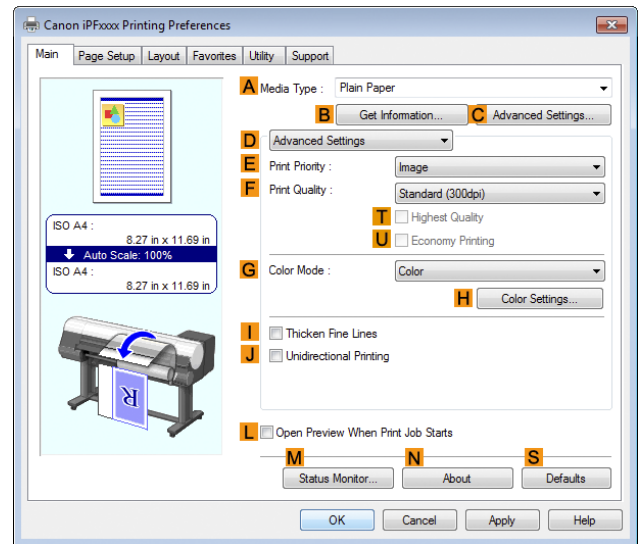 Canon iPFxxxx Printing Preferences
Main Page Setup Layout Favorites Utility Support
A Media Type : Plain Paper
B Get Information... C Advanced Settings...
D Advanced Settings
E Print Priority : Image
F Print Quality : Standard (300dpi)
T Highest Quality
U Economy Printing
ISO A4 :
8.27 in x 11.69 in
Auto Scale: 100%
ISO A4 :
8.27 in x 11.69 in
G Color Mode : Color
H Color Settings...
I Thicken Fine Lines
J Unidirectional Printing
R
L Open Preview When Print Job Starts
M N S
Status Monitor... About Defaults
OK Cancel Apply Help